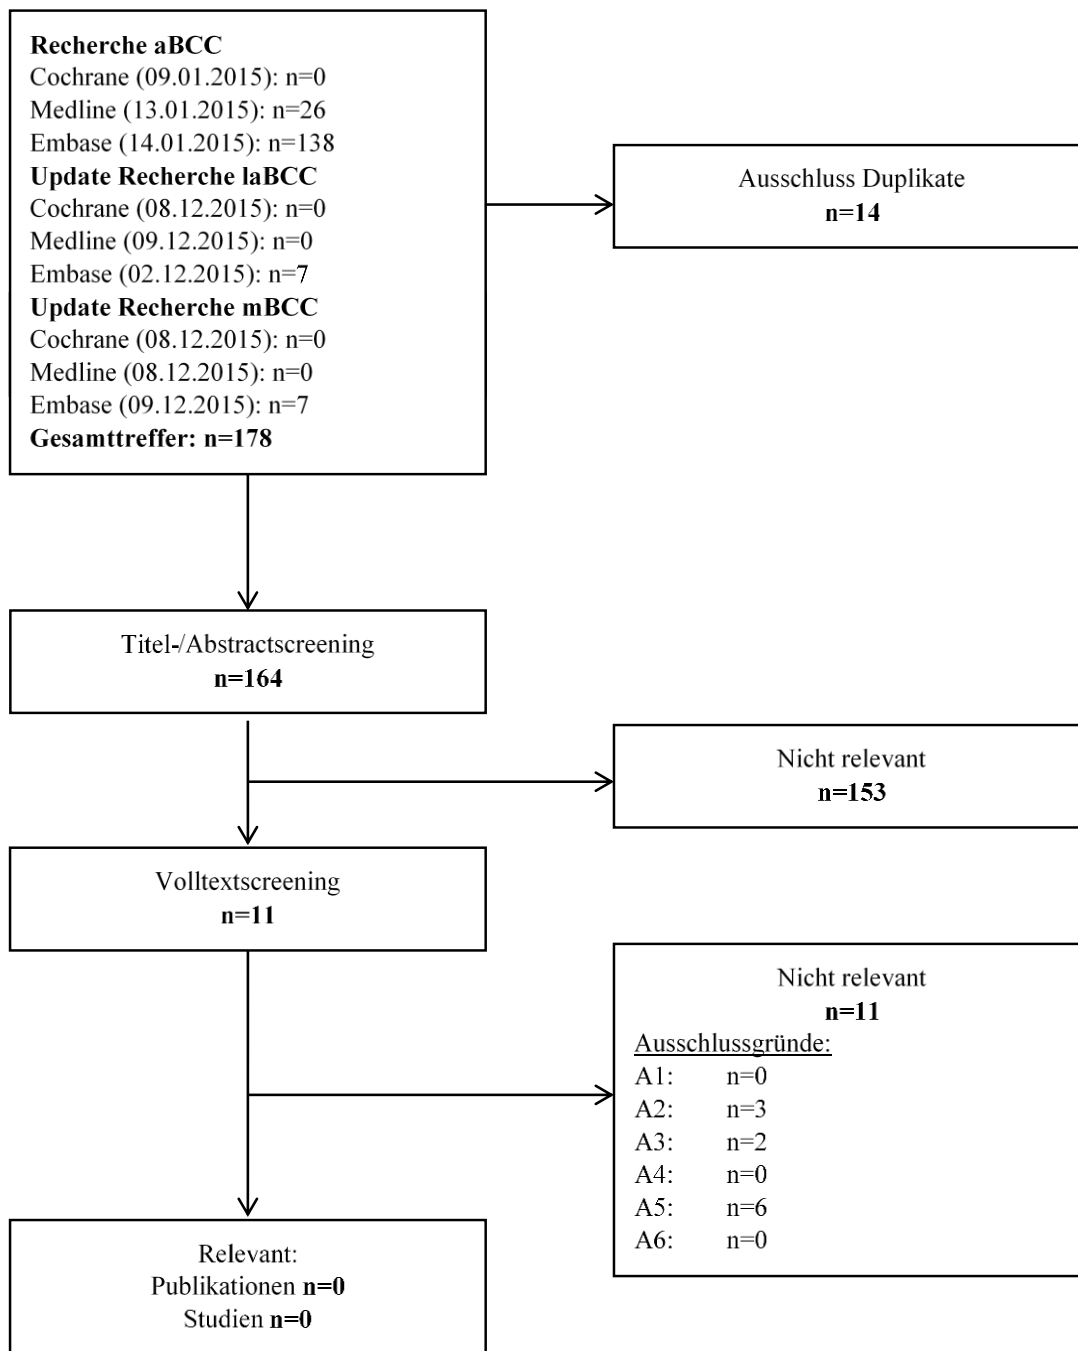 Recherche aBCC
Cochrane (09.01.2015): n=0
Medline (13.01.2015): n=26
Embase (14.01.2015): n=138
Update Recherche laBCC
Cochrane (08.12.2015): n=0
Medline (09.12.2015): n=0
Embase (02.12.2015): n=7
Update Recherche mBCC
Cochrane (08.12.2015): n=0
Medline (08.12.2015): n=0
Embase (09.12.2015): n=7
Gesamttreffer: n=178
Ausschluss Duplikate
n=14
Titel-/Abstractscreening
n=164
Nicht relevant
n=153
Volltextscreening
n=11
Nicht relevant
n=11
Ausschlussgründe:
A1: n=0
A2: n=3
A3: n=2
A4: n=0
A5: n=6
A6: n=0
Relevant:
Publikationen n=0
Studien n=0